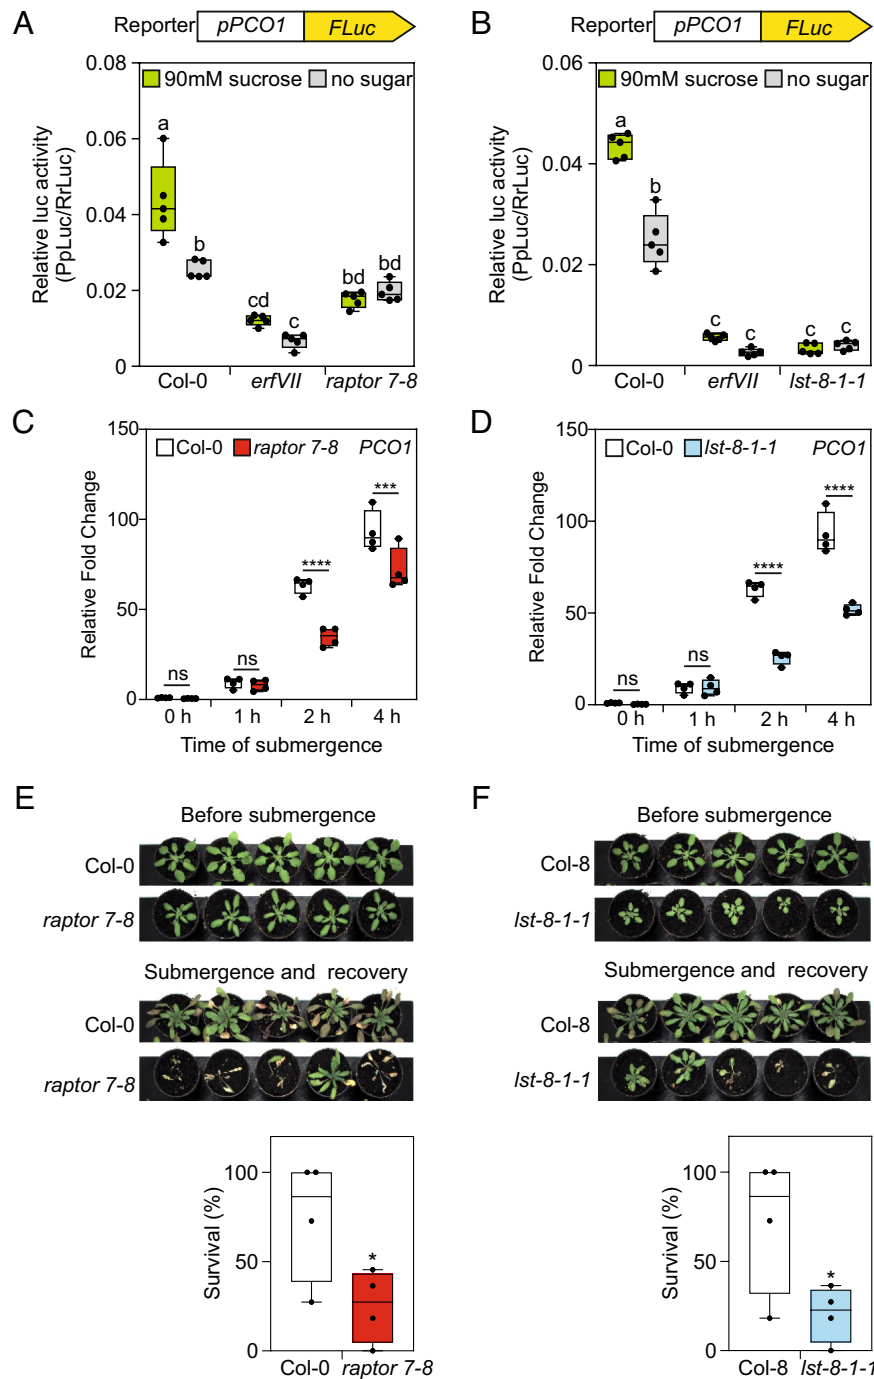 A
Reporter pPCO1 FLuc
0.08
90mM sucrose no sugar
a
0.06
Relative luc activity
(PpLuc/RrLuc)
0.04
b
bd bd
0.02
cd
c
0
Col-0 erfVII raptor 7-8
B
Reporter pPCO1 FLuc
0.06
90mM sucrose no sugar
a
Relative luc activity
(PpLuc/RrLuc)
0.04
b
0.02
c c c c
0
Col-0 erfVII lst-8-1-1
C
150
Col-0 raptor 7-8 PCO1
***
100
Relative Fold Change
****
50
ns ns
0
0 h 1 h 2 h 4 h
Time of submergence
D
150
Col-0 lst-8-1-1 PCO1
****
100
Relative Fold Change
****
50
ns ns
0
0 h 1 h 2 h 4 h
Time of submergence
E
Before submergence
Col-0
raptor 7-8
Submergence and recovery
Col-0
raptor 7-8
100
Survival (%)
50
*
0
Col-0 raptor 7-8
F
Before submergence
Col-8
lst-8-1-1
Submergence and recovery
Col-8
lst-8-1-1
100
Survival (%)
50
*
0
Col-8 lst-8-1-1